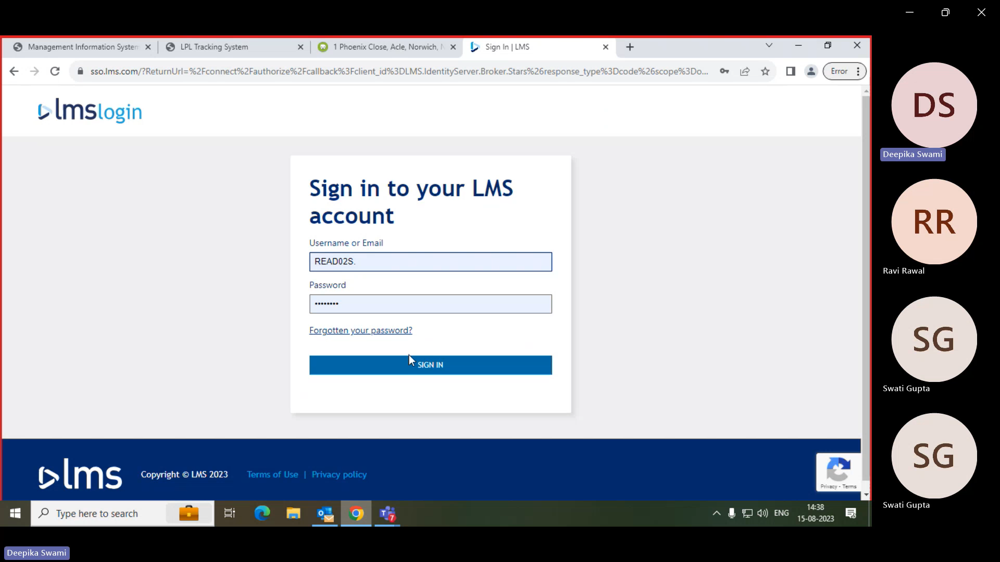 Management Information System
LPL Tracking System
1 Phoenix Close, Acle, Norwich, N
Sign In | LMS
sso.lms.com/?ReturnUrl=%2Fconnect%2Fauthorize%2Fcallback%3Fclient_id%3DLMS.IdentityServer.Broker.Stars%26response_type%3Dcode%26scope%3Do...
Error
lmslogin
Sign in to your LMS
account
Username or Email
READ02S.
Password
••••••••
Forgotten your password?
SIGN IN
lms
Copyright © LMS 2023
Terms of Use | Privacy policy
Privacy - Terms
Type here to search
7
ENG
14:38
15-08-2023
DS
Deepika Swami
RR
Ravi Rawal
SG
Swati Gupta
SG
Swati Gupta
Deepika Swami